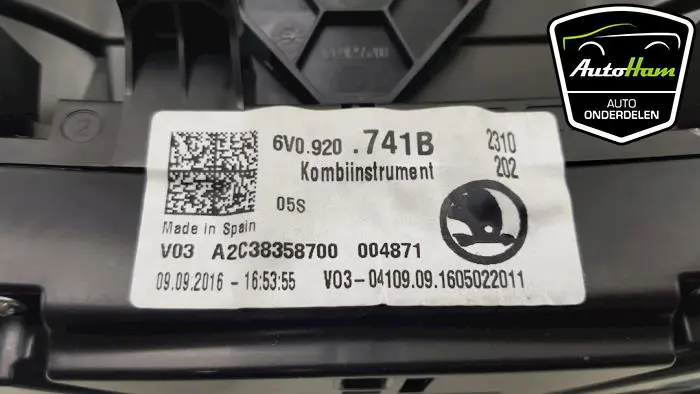 AutoHam
AUTO
ONDERDELEN
6V0.920 .741B 2310
202
Kombiinstrument
05S
Made in Spain
V03 A2C38358700 004871
09.09.2016 - 16:53:55 V03-04109.09.1605022011